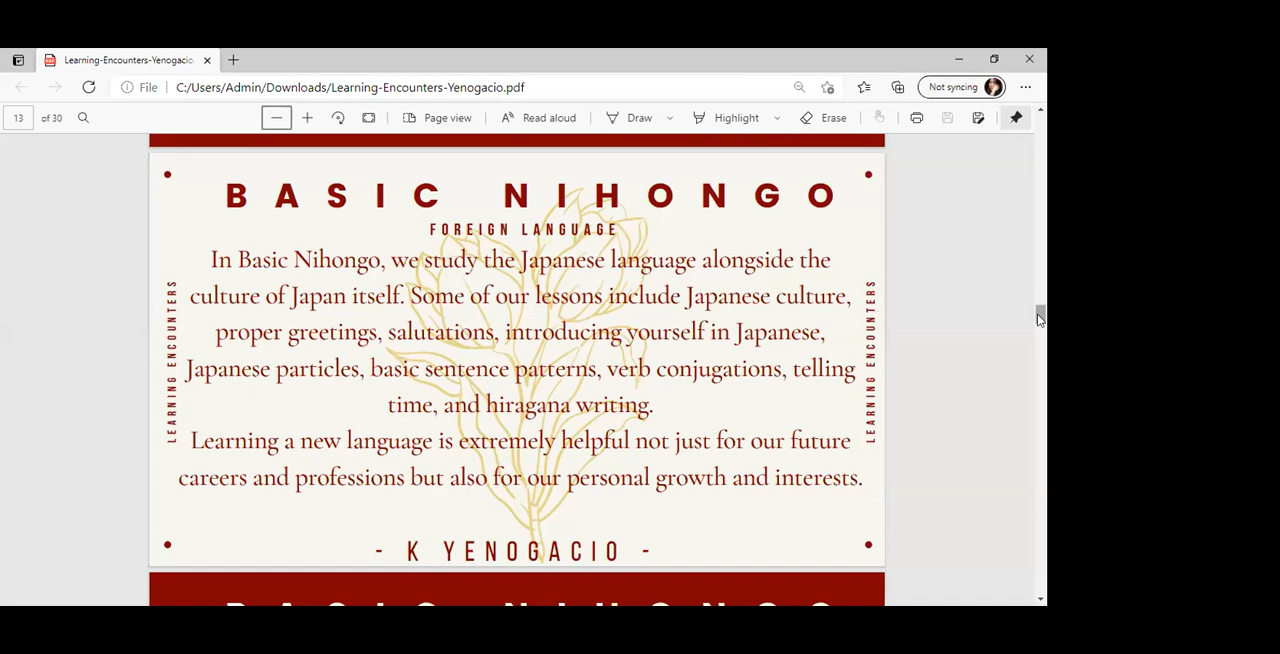 Learning-Encounters-Yenogacio
File
C:/Users/Admin/Downloads/Learning-Encounters-Yenogacio.pdf
Not syncing
13 of 30
Page view
Read aloud
Draw
Highlight
Erase
BASIC NIHONGO
FOREIGN LANGUAGE
In Basic Nihongo, we study the Japanese language alongside the
culture of Japan itself. Some of our lessons include Japanese culture,
proper greetings, salutations, introducing yourself in Japanese,
Japanese particles, basic sentence patterns, verb conjugations, telling
time, and hiragana writing.
Learning a new language is extremely helpful not just for our future
careers and professions but also for our personal growth and interests.
LEARNING ENCOUNTERS
LEARNING ENCOUNTERS
- K YENOGACIO -
BASIC NIHONGO